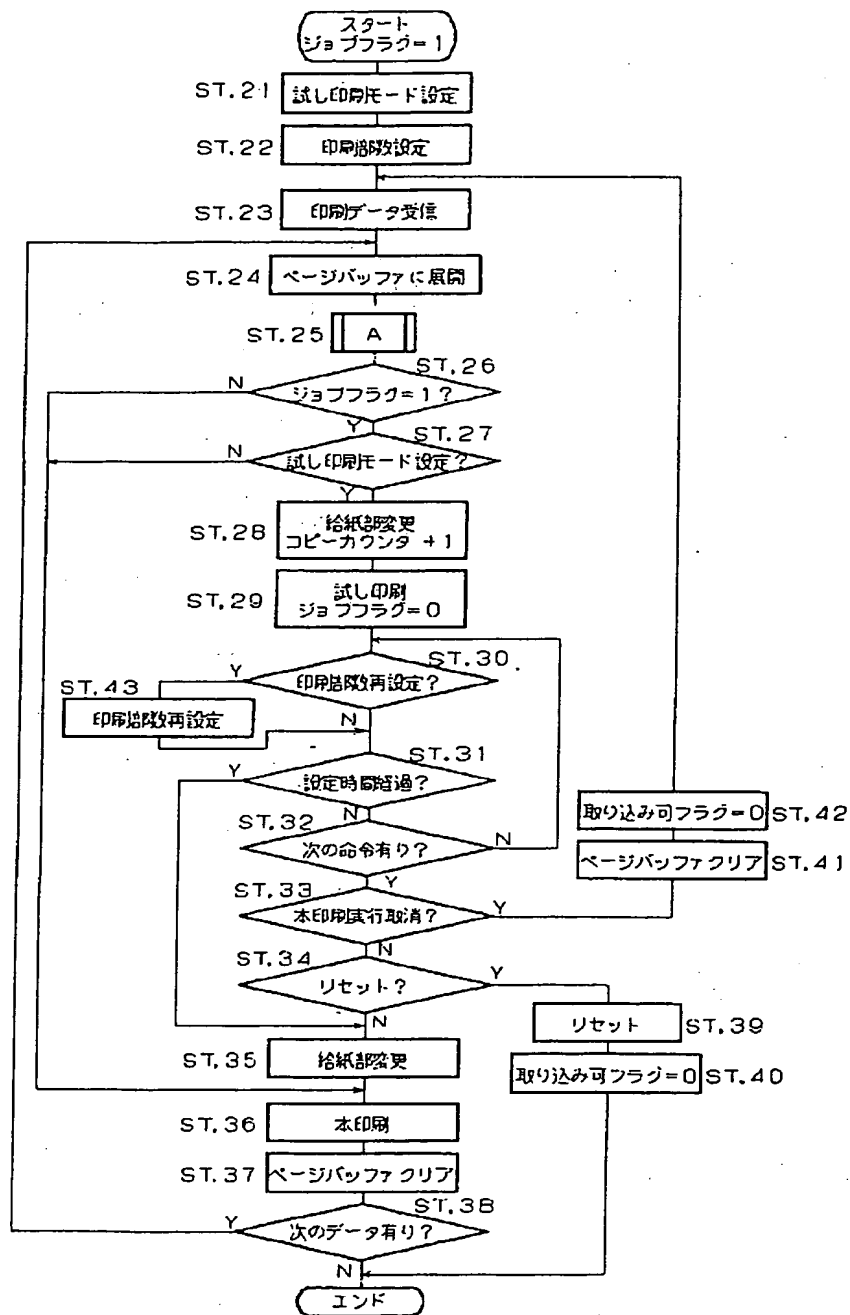 スタート
ジョブフラグ=1
ST.21
試し印刷モード設定
ST.22
印刷部数設定
ST.23
印刷データ受信
ST.24
ページバッファに展開
ST.25
A
ST.26
N
ジョブフラグ=1?
Y
ST.27
N
試し印刷モード設定?
Y
ST.28
給紙部変更
コピーカウンタ +1
ST.29
試し印刷
ジョブフラグ=0
ST.30
Y
印刷部数再設定?
ST.43
印刷部数再設定
N
ST.31
Y
設定時間経過?
N
ST.32
次の命令有り?
N
Y
取り込み可フラグ=0
ST.42
ページバッファクリア
ST.41
ST.33
本印刷実行取消?
Y
N
ST.34
リセット?
Y
N
リセット
ST.39
取り込み可フラグ=0
ST.40
ST.35
給紙部変更
ST.36
本印刷
ST.37
ページバッファクリア
ST.38
Y
次のデータ有り?
N
エンド